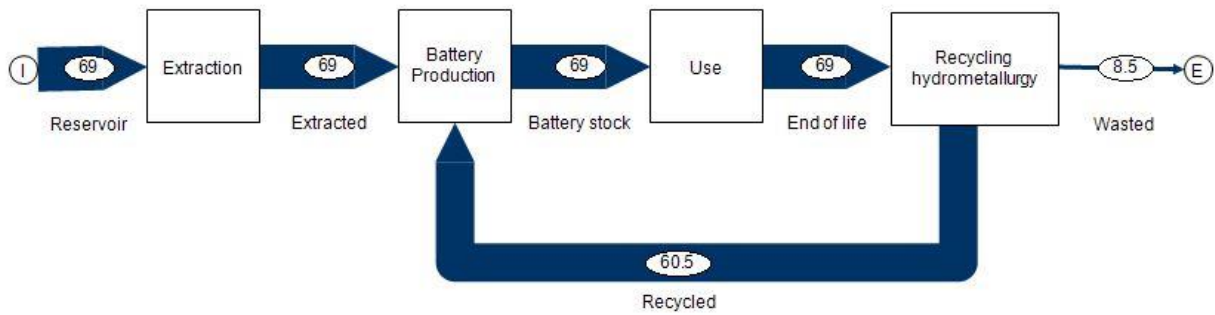 I
69
Extraction
69
Battery
Production
69
Use
69
Recycling
hydrometallurgy
8.5
E
Reservoir
Extracted
Battery stock
End of life
Wasted
60.5
Recycled